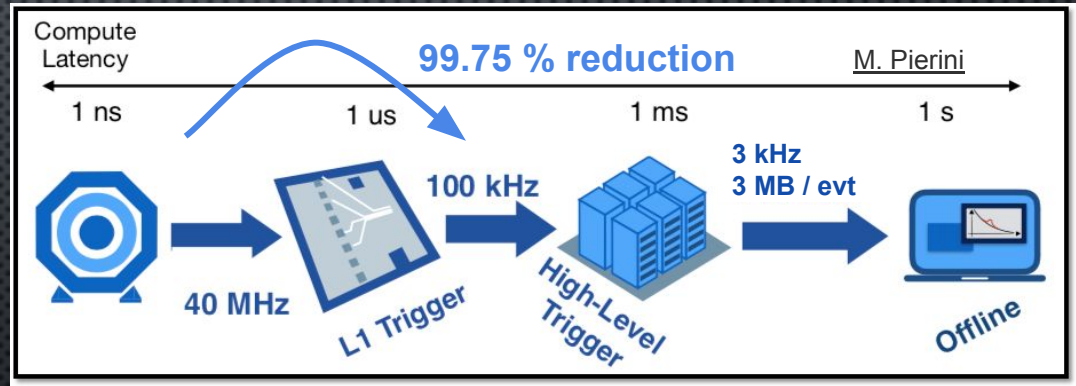 Compute
Latency
99.75 % reduction
M. Pierini
1 ns
1 us
1 ms
1 s
40 MHz
L1 Trigger
100 kHz
High-Level
Trigger
3 kHz
3 MB / evt
Offline